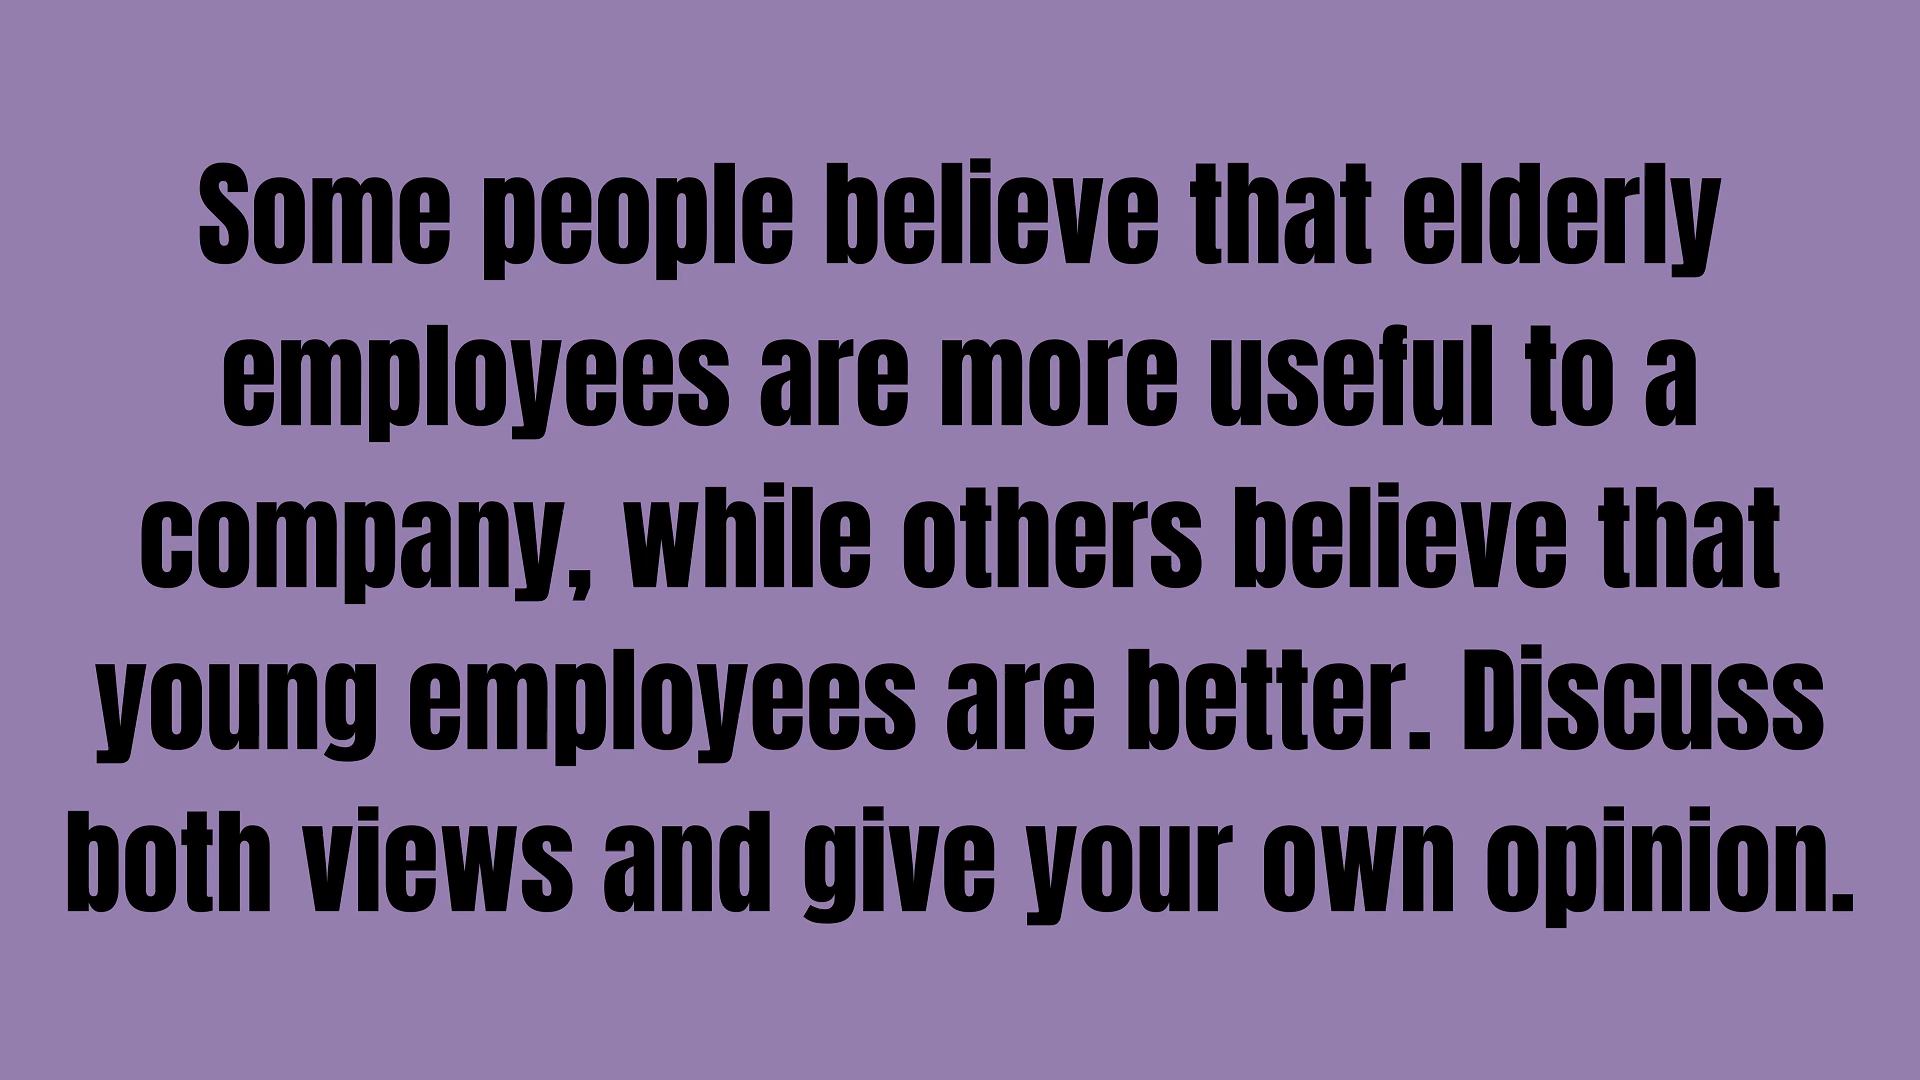 Some people believe that elderly
employees are more useful to a
company, while others believe that
young employees are better. Discuss
both views and give your own opinion.